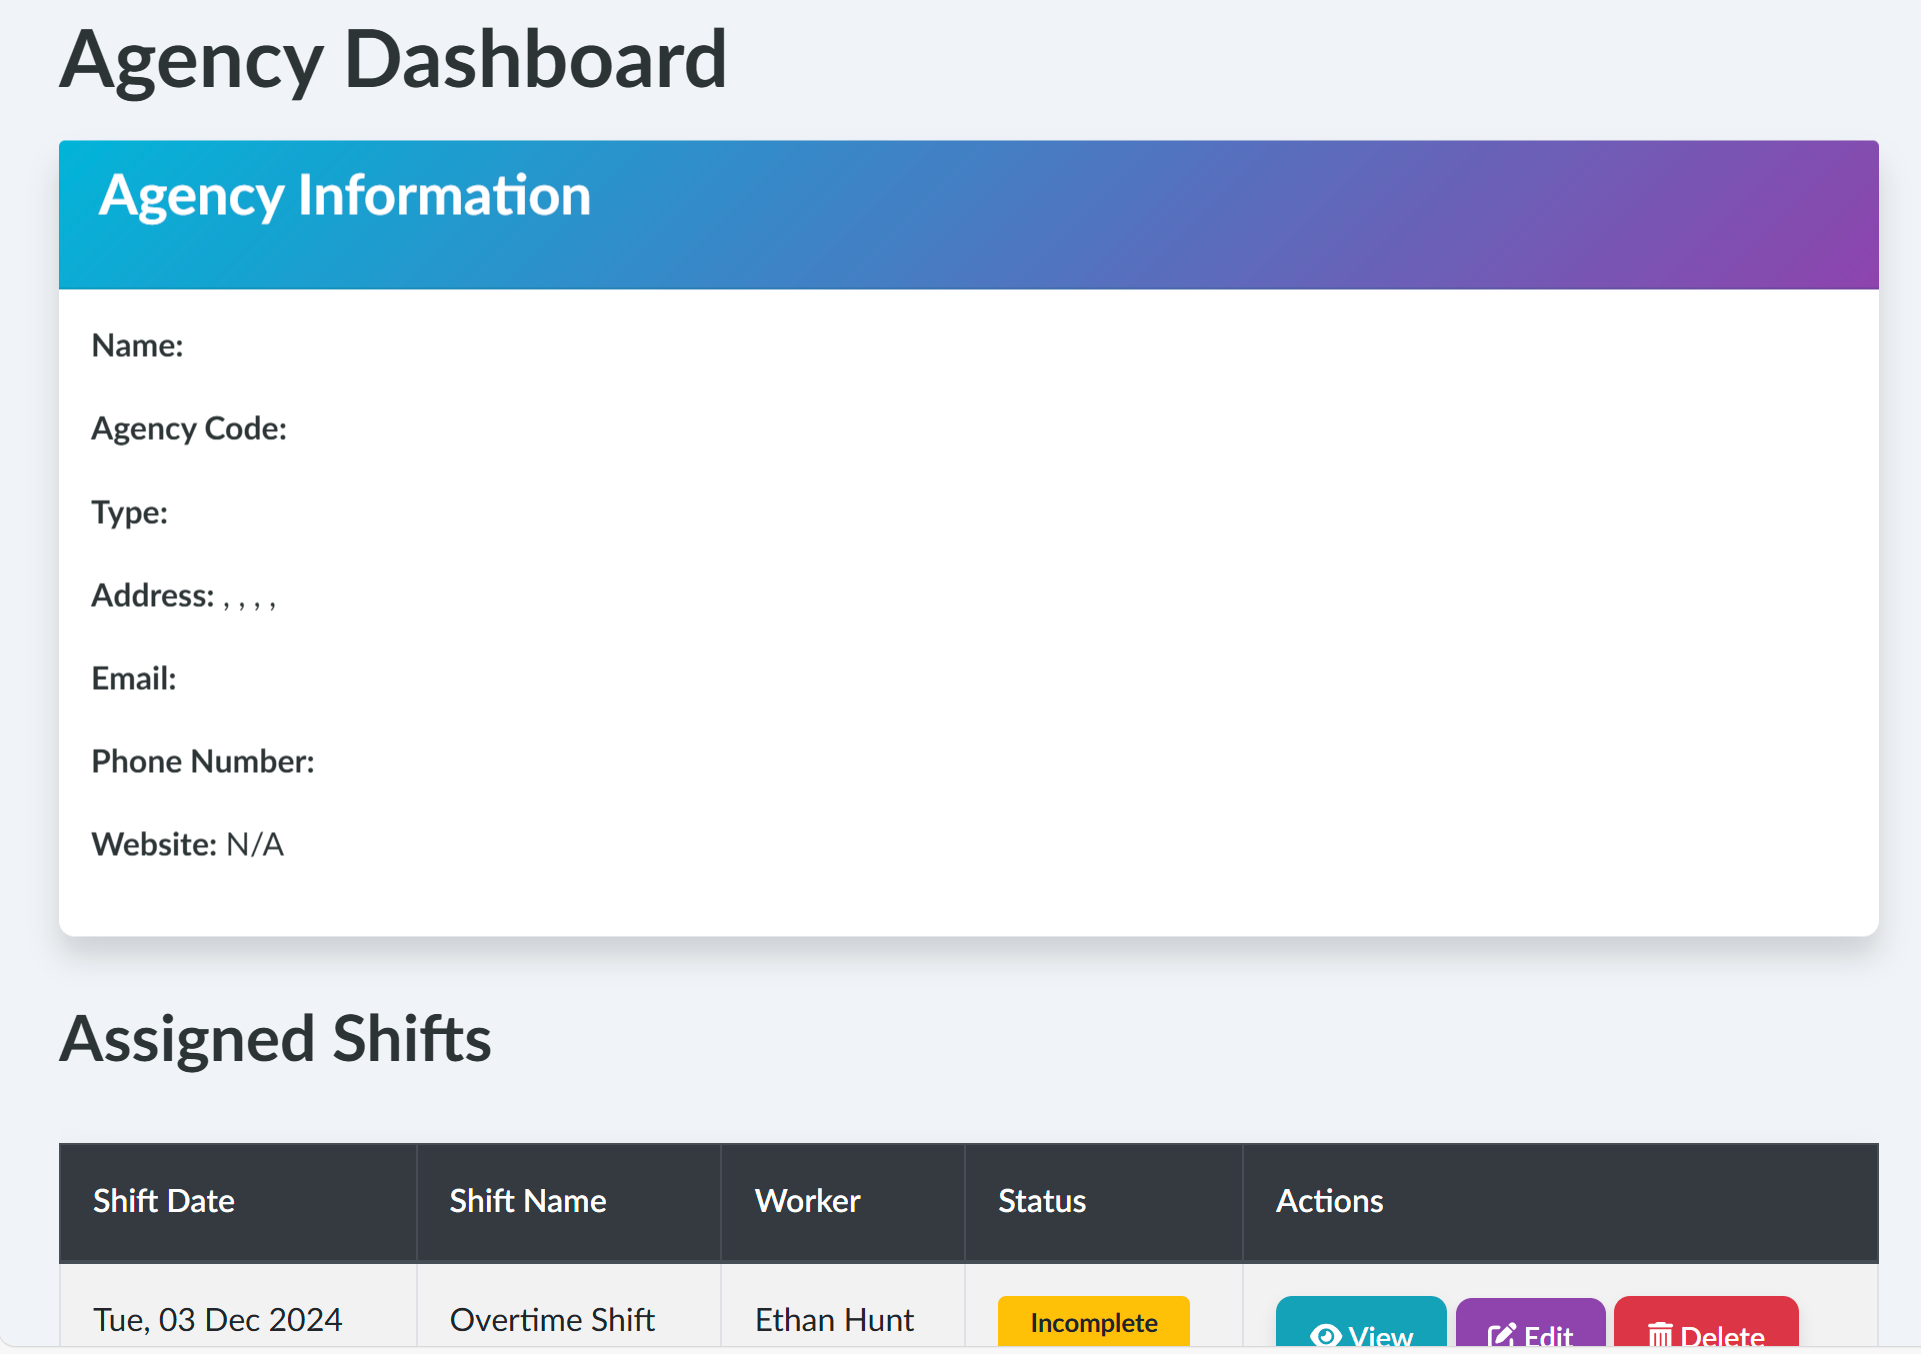 Agency Dashboard
Agency Information
Name:
Agency Code:
Type:
Address: , , , ,
Email:
Phone Number:
Website: N/A
Assigned Shifts
Shift Date Shift Name Worker Status Actions
Tue, 03 Dec 2024 Overtime Shift Ethan Hunt Incomplete View Edit Delete